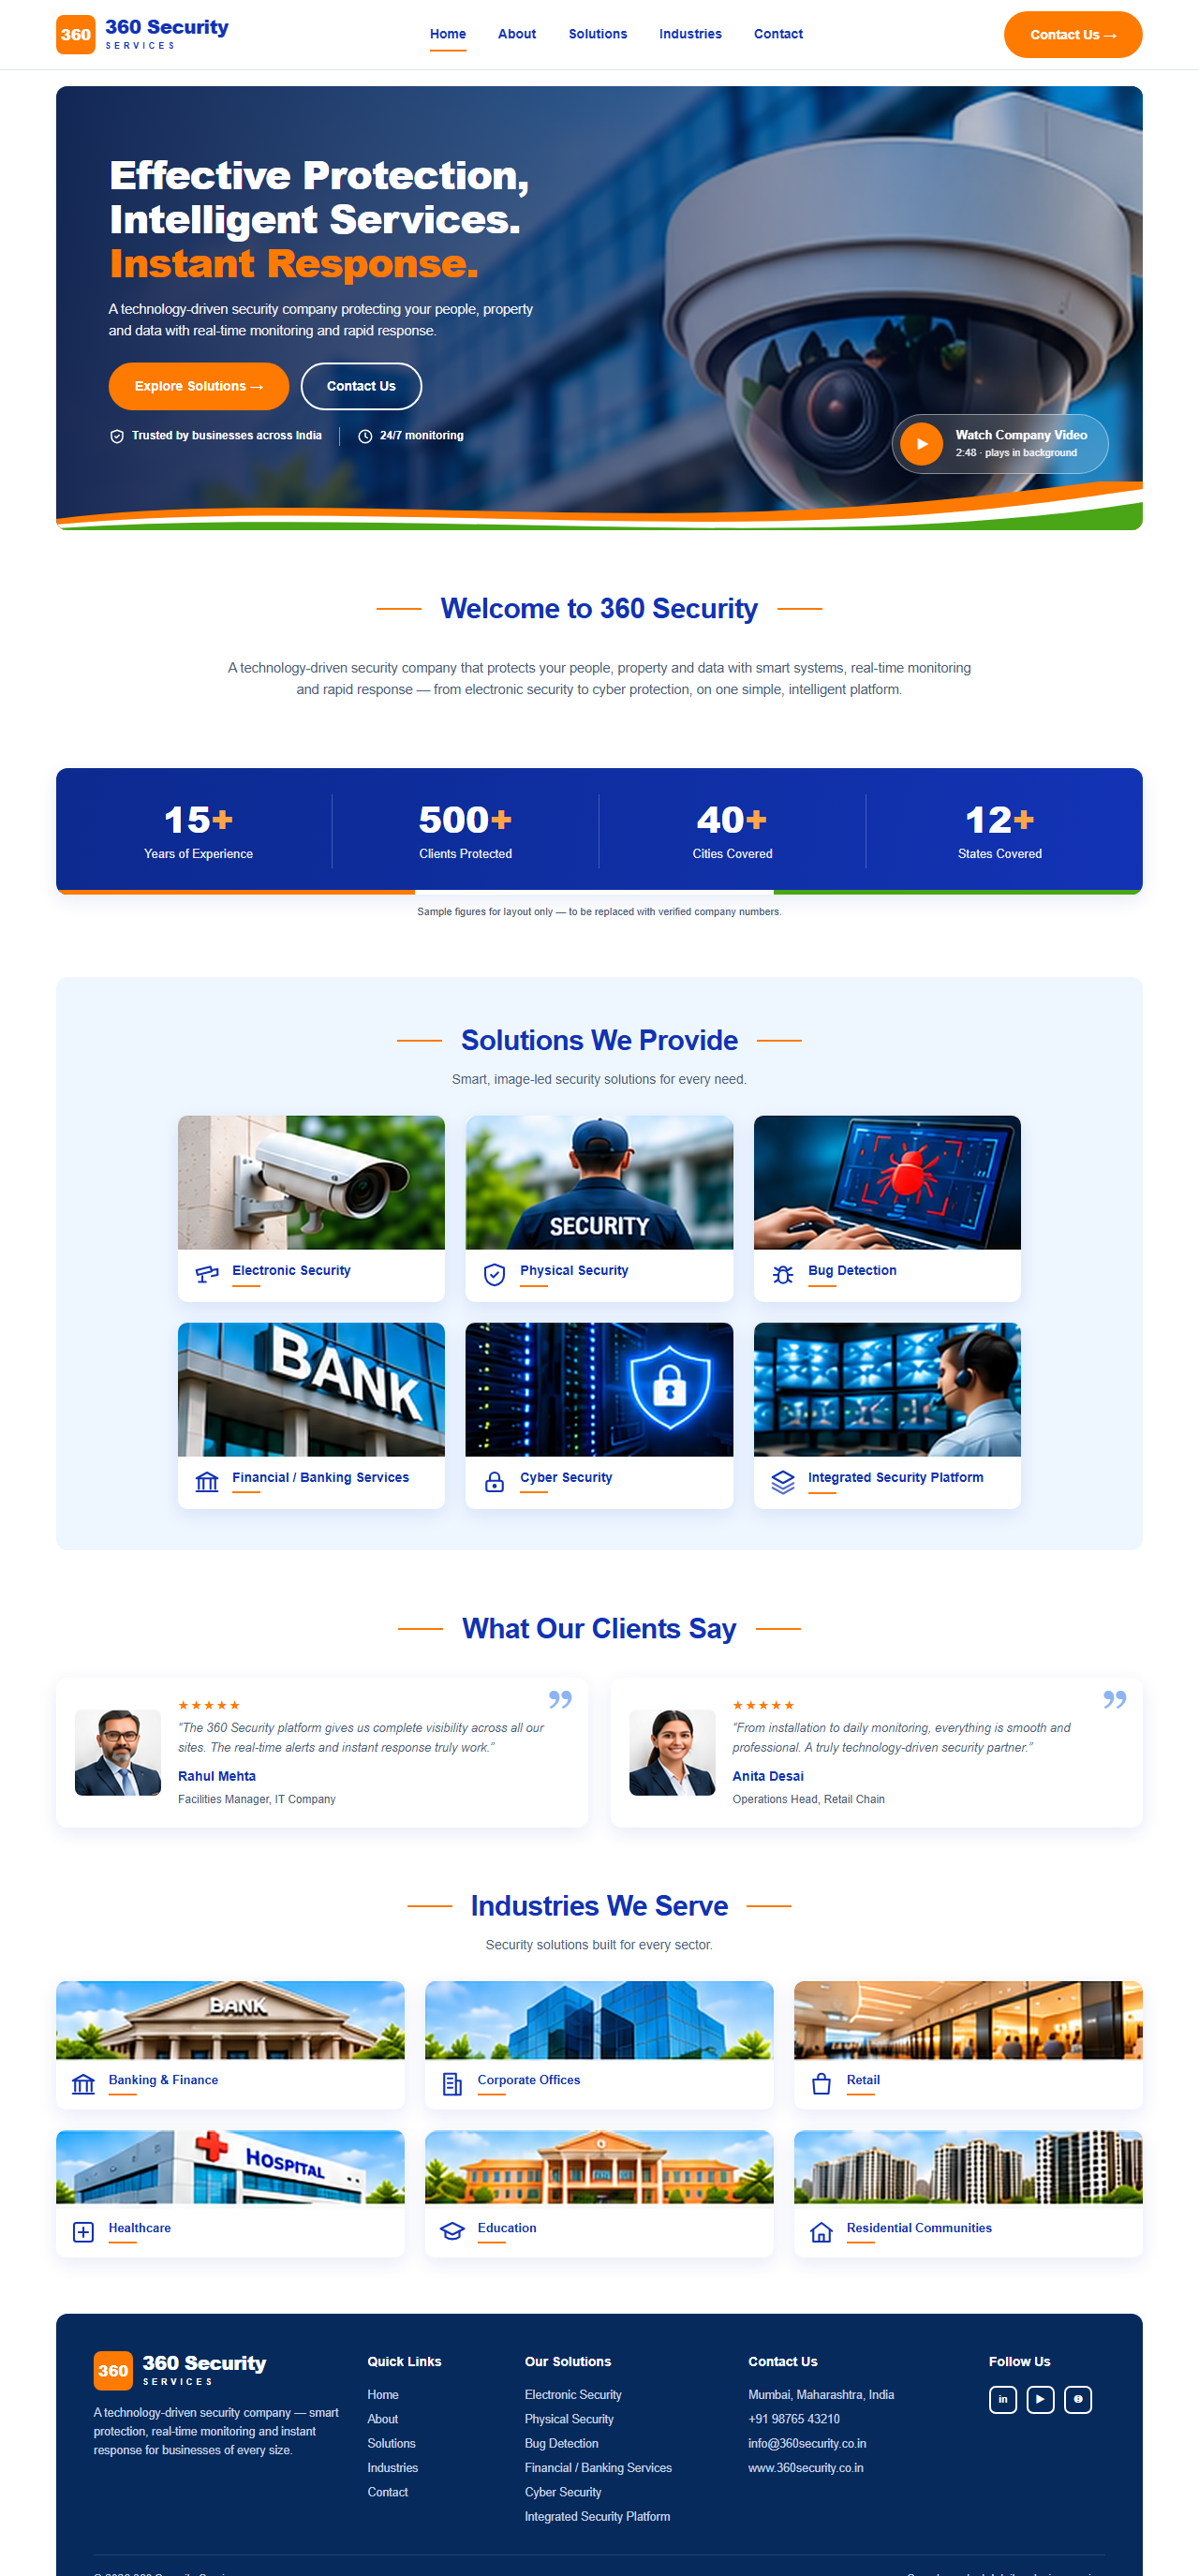 360
360 Security
SERVICES
Home
About
Solutions
Industries
Contact
Contact Us →
Effective Protection,
Intelligent Services.
Instant Response.
A technology-driven security company protecting your people, property
and data with real-time monitoring and rapid response.
Explore Solutions →
Contact Us
Trusted by businesses across India
24/7 monitoring
Watch Company Video
2:48 · plays in background
Welcome to 360 Security
A technology-driven security company that protects your people, property and data with smart systems, real-time monitoring
and rapid response — from electronic security to cyber protection, on one simple, intelligent platform.
15+
500+
40+
12+
Years of Experience
Clients Protected
Cities Covered
States Covered
Sample figures for layout only — to be replaced with verified company numbers.
Solutions We Provide
Smart, image-led security solutions for every need.
SECURITY
Electronic Security
Physical Security
Bug Detection
BANK
Financial / Banking Services
Cyber Security
Integrated Security Platform
What Our Clients Say
★★★★★
"The 360 Security platform gives us complete visibility across all our
sites. The real-time alerts and instant response truly work."
Rahul Mehta
Facilities Manager, IT Company
★★★★★
"From installation to daily monitoring, everything is smooth and
professional. A truly technology-driven security partner."
Anita Desai
Operations Head, Retail Chain
Industries We Serve
Security solutions built for every sector.
BANK
Banking & Finance
Corporate Offices
Retail
HOSPITAL
Healthcare
Education
Residential Communities
360
360 Security
SERVICES
A technology-driven security company — smart
protection, real-time monitoring and instant
response for businesses of every size.
Quick Links
Home
About
Solutions
Industries
Contact
Our Solutions
Electronic Security
Physical Security
Bug Detection
Financial / Banking Services
Cyber Security
Integrated Security Platform
Contact Us
Mumbai, Maharashtra, India
+91 98765 43210
info@360security.co.in
www.360security.co.in
Follow Us
in